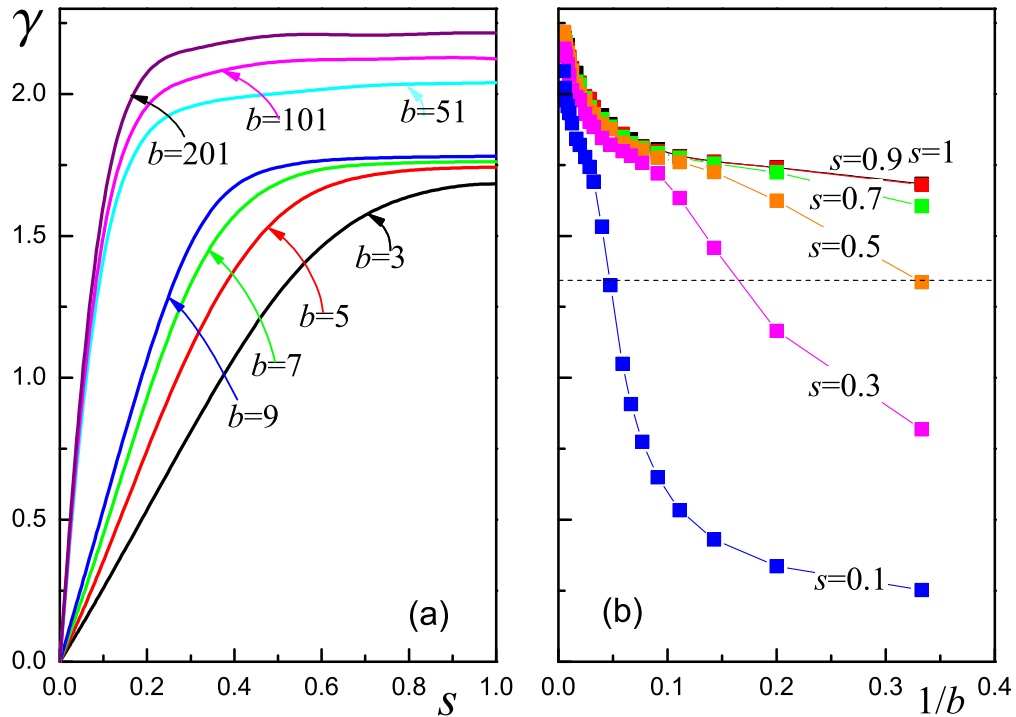 γ
2.0
1.5
1.0
0.5
0.0
0.0 0.2 0.4 0.6 0.8 1.0
s
b=201
b=101
b=51
b=3
b=5
b=7
b=9
(a)
s=0.9 s=1
s=0.7
s=0.5
s=0.3
s=0.1
(b)
0.0 0.1 0.2 0.3 0.4
1/b